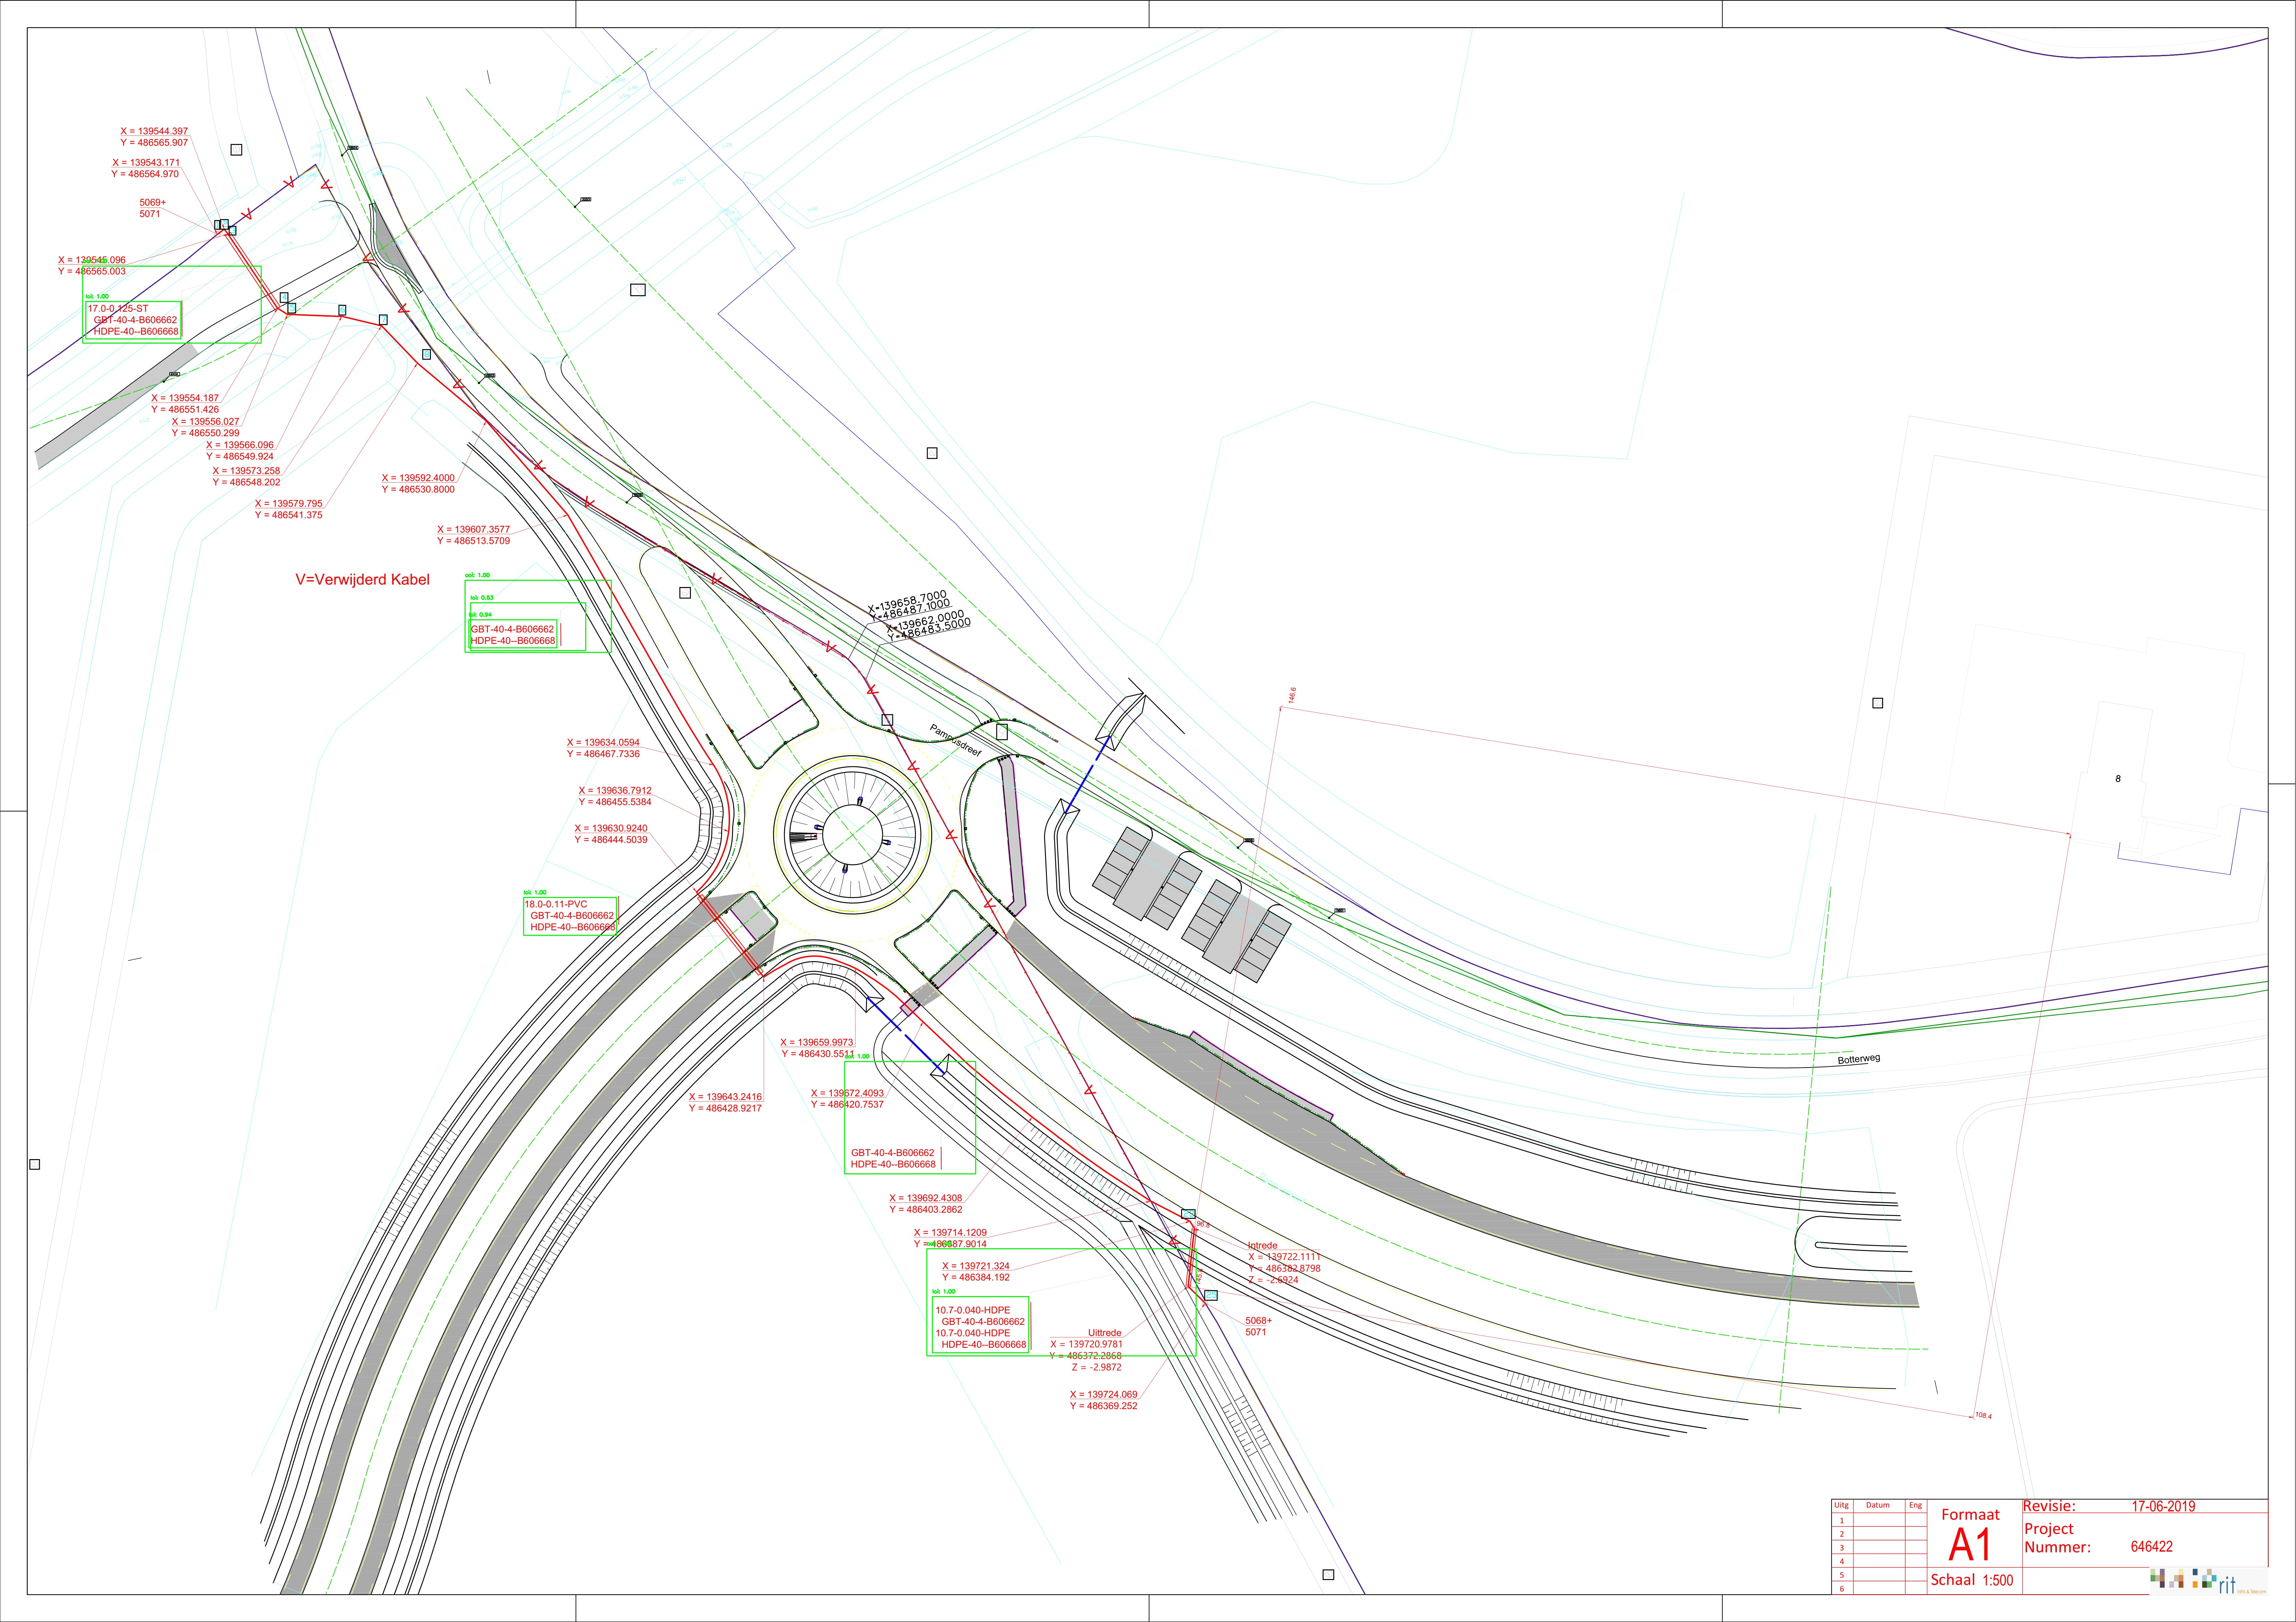 X = 139544.397
Y = 486565.907
X = 139543.171
Y = 486564.970
5069+
5071
X = 139545.096
Y = 486565.003
lol: 1.00
17.0-0.125-ST
GBT-40-4-B606662
HDPE-40--B606668
X = 139554.187
Y = 486551.426
X = 139556.027
Y = 486550.299
X = 139566.096
Y = 486549.924
X = 139573.258
Y = 486548.202
X = 139579.795
Y = 486541.375
X = 139592.4000
Y = 486530.8000
X = 139607.3577
Y = 486513.5709
V=Verwijderd Kabel
ool: 1.00
lol: 0.53
lol: 0.94
GBT-40-4-B606662
HDPE-40--B606668
X=139658.7000
Y=486487.1000
X=139662.0000
Y=486483.5000
Pampusdreef
146.6
8
X = 139634.0594
Y = 486467.7336
X = 139636.7912
Y = 486455.5384
X = 139630.9240
Y = 486444.5039
lol: 1.00
18.0-0.11-PVC
GBT-40-4-B606662
HDPE-40--B606668
X = 139659.9973
Y = 486430.5511
ool: 1.00
X = 139643.2416
Y = 486428.9217
X = 139672.4093
Y = 486420.7537
GBT-40-4-B606662
HDPE-40--B606668
Botterweg
X = 139692.4308
Y = 486403.2862
X = 139714.1209
Y = 486387.9014
X = 139721.324
Y = 486384.192
96.8
Intrede
X = 139722.1111
Y = 486382.8798
Z = -2.6924
lol: 1.00
10.7-0.040-HDPE
GBT-40-4-B606662
10.7-0.040-HDPE
HDPE-40--B606668
5068+
5071
Uittrede
X = 139720.9781
Y = 486372.2868
Z = -2.9872
X = 139724.069
Y = 486369.252
108.4
Uitg Datum Eng
1
2
3
4
5
6
Formaat
A1
Schaal 1:500
Revisie: 17-06-2019
Project
Nummer: 646422
rit